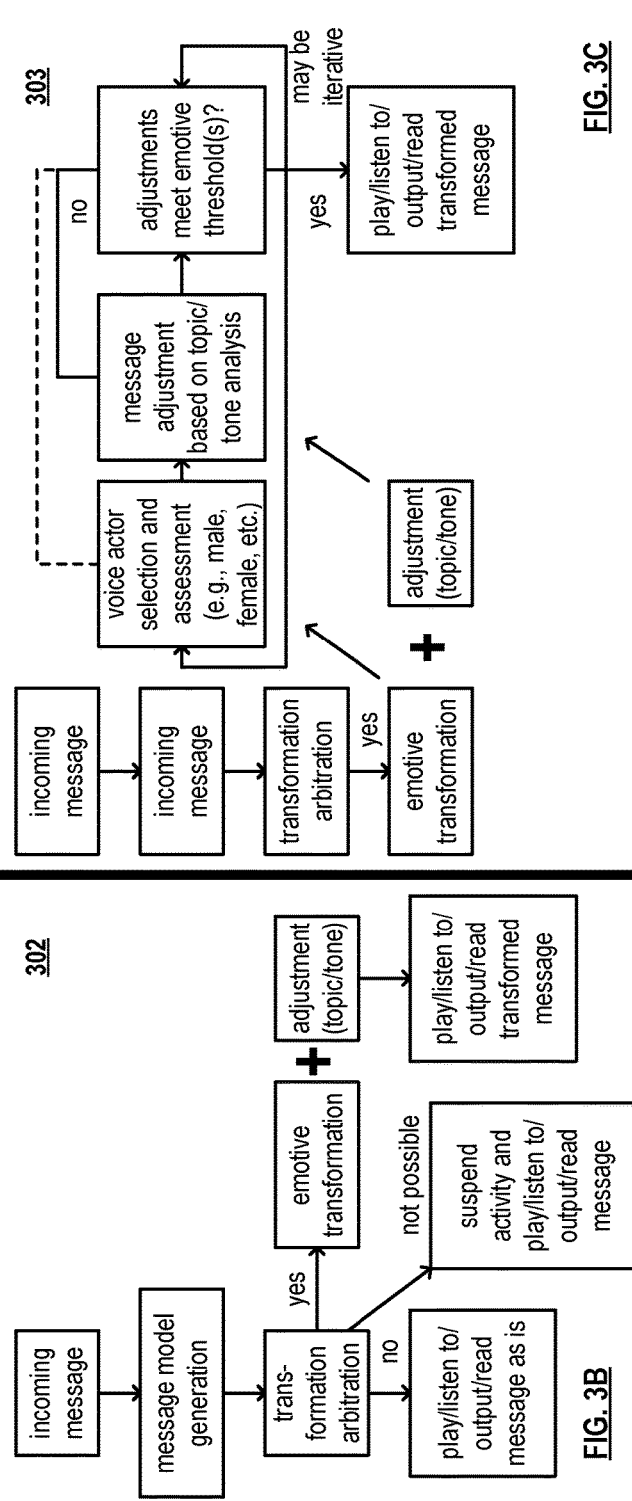 302
incoming
message
message model
generation
trans-
formation
arbitration
yes
no
not possible
emotive
transformation
+
adjustment
(topic/tone)
play/listen to/
output/read
transformed
message
suspend
activity and
play/listen to/
output/read
message
play/listen to/
output/read
message as is
FIG. 3B
303
incoming
message
incoming
message
transformation
arbitration
yes
emotive
transformation
+
adjustment
(topic/tone)
voice actor
selection and
assessment
(e.g., male,
female, etc.)
message
adjustment
based on topic/
tone analysis
no
adjustments
meet emotive
threshold(s)?
may be
iterative
yes
play/listen to/
output/read
transformed
message
FIG. 3C